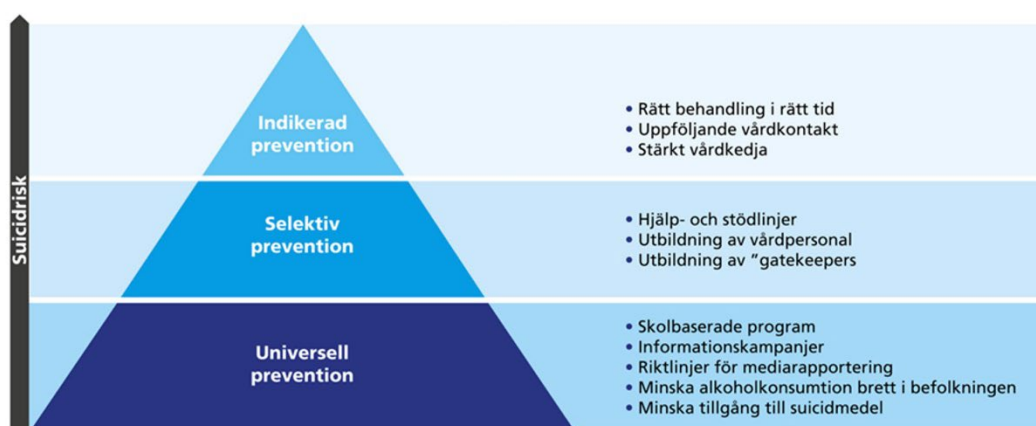 Suicidrisk
Indikerad
prevention
• Rätt behandling i rätt tid
• Uppföljande vårdkontakt
• Stärkt vårdkedja
Selektiv
prevention
• Hjälp- och stödlinjer
• Utbildning av vårdpersonal
• Utbildning av "gatekeepers
Universell
prevention
• Skolbaserade program
• Informationskampanjer
• Riktlinjer för mediarapportering
• Minska alkoholkonsumtion brett i befolkningen
• Minska tillgång till suicidmedel